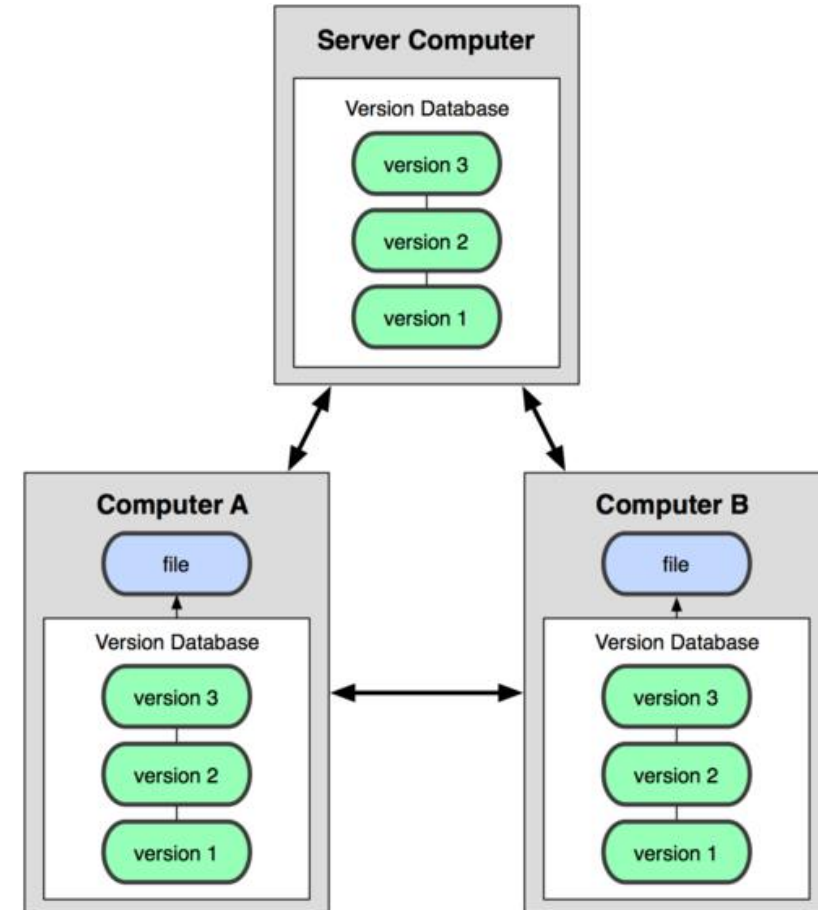 Server Computer
Version Database
version 3
version 2
version 1
Computer A
file
Version Database
version 3
version 2
version 1
Computer B
file
Version Database
version 3
version 2
version 1